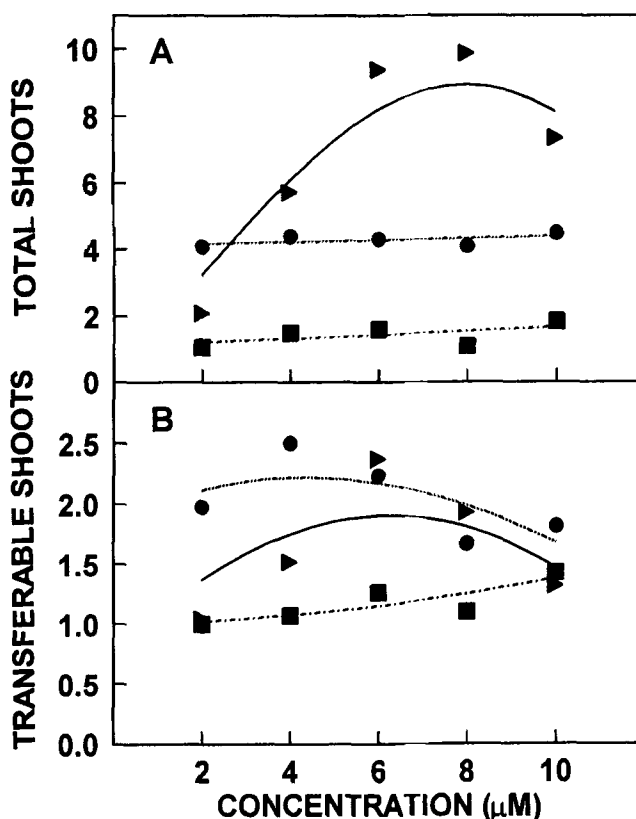 A
TOTAL SHOOTS
10
8
6
4
2
0
B
TRANSFERABLE SHOOTS
2.5
2.0
1.5
1.0
0.5
0.0
2 4 6 8 10
CONCENTRATION (μM)